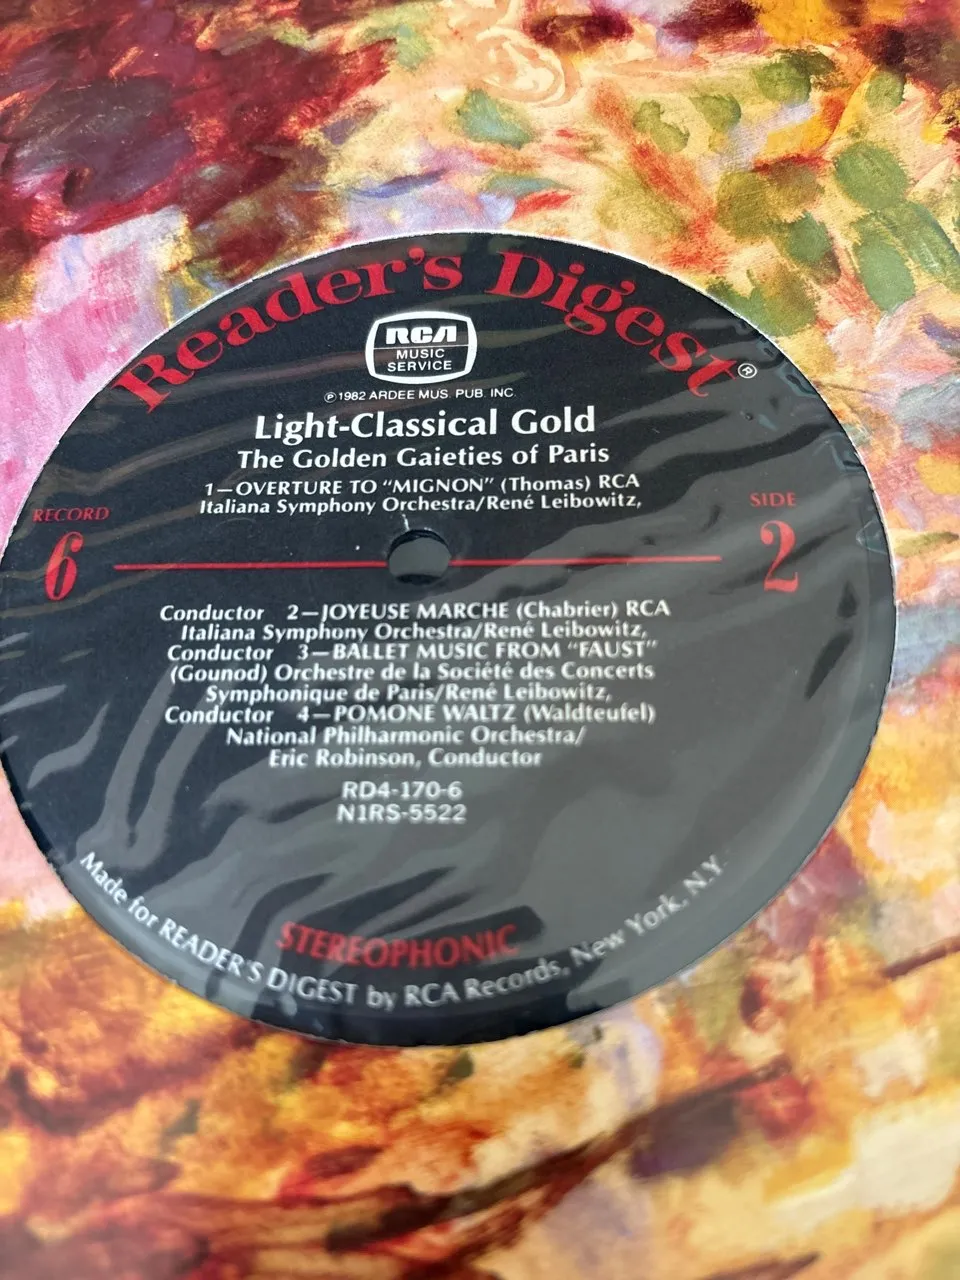 Reader's Digest®
RCA
MUSIC
SERVICE
℗1982 ARDEE MUS. PUB. INC.
Light-Classical Gold
The Golden Gaieties of Paris
1—OVERTURE TO "MIGNON" (Thomas) RCA
Italiana Symphony Orchestra/René Leibowitz,
RECORD
6
SIDE
2
Conductor 2—JOYEUSE MARCHE (Chabrier) RCA
Italiana Symphony Orchestra/René Leibowitz,
Conductor 3—BALLET MUSIC FROM "FAUST"
(Gounod) Orchestre de la Société des Concerts
Symphonique de Paris/René Leibowitz,
Conductor 4—POMONE WALTZ (Waldteufel)
National Philharmonic Orchestra/
Eric Robinson, Conductor
RD4-170-6
N1RS-5522
STEREOPHONIC
Made for READER'S DIGEST by RCA Records, New York, N.Y.